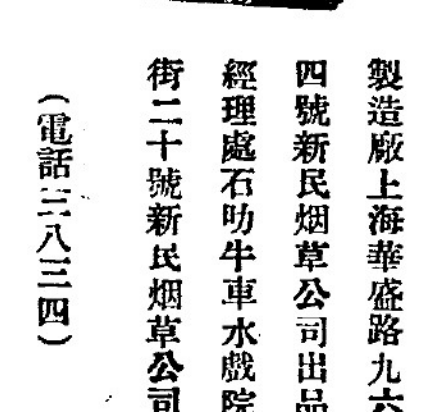 製造廠上海華盛路九六
四號新民烟草公司出品
經理處石叻牛車水戲院
街二十號新民烟草公司
(電話三八三四)